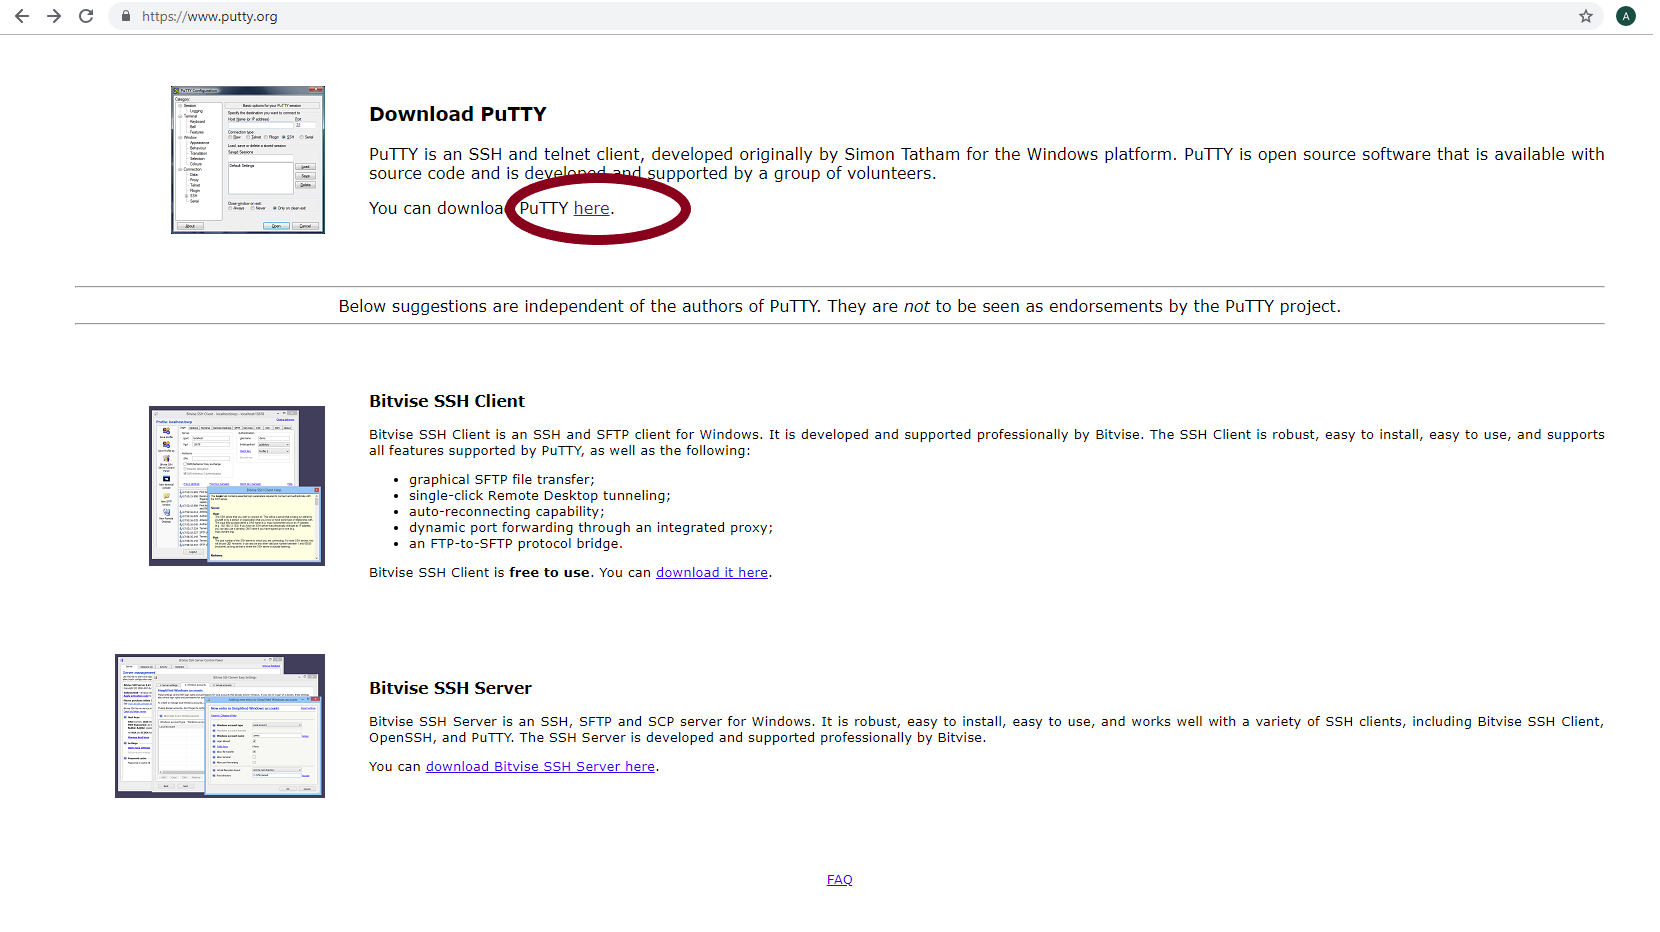 https://www.putty.org
A
Download PuTTY
PuTTY is an SSH and telnet client, developed originally by Simon Tatham for the Windows platform. PuTTY is open source software that is available with
source code and is developed and supported by a group of volunteers.
You can download PuTTY here.
Below suggestions are independent of the authors of PuTTY. They are not to be seen as endorsements by the PuTTY project.
Bitvise SSH Client
Bitvise SSH Client is an SSH and SFTP client for Windows. It is developed and supported professionally by Bitvise. The SSH Client is robust, easy to install, easy to use, and supports
all features supported by PuTTY, as well as the following:
• graphical SFTP file transfer;
• single-click Remote Desktop tunneling;
• auto-reconnecting capability;
• dynamic port forwarding through an integrated proxy;
• an FTP-to-SFTP protocol bridge.
Bitvise SSH Client is free to use. You can download it here.
Bitvise SSH Server
Bitvise SSH Server is an SSH, SFTP and SCP server for Windows. It is robust, easy to install, easy to use, and works well with a variety of SSH clients, including Bitvise SSH Client,
OpenSSH, and PuTTY. The SSH Server is developed and supported professionally by Bitvise.
You can download Bitvise SSH Server here.
FAQ